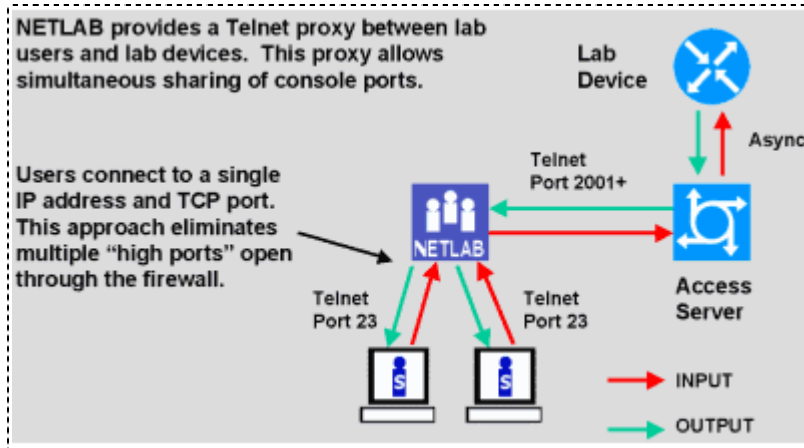 NETLAB provides a Telnet proxy between lab
users and lab devices.  This proxy allows
simultaneous sharing of console ports.
Lab
Device
Async
Users connect to a single
IP address and TCP port.
This approach eliminates
multiple “high ports” open
through the firewall.
Telnet
Port 2001+
NETLAB
Access
Server
Telnet
Port 23
Telnet
Port 23
S
S
INPUT
OUTPUT